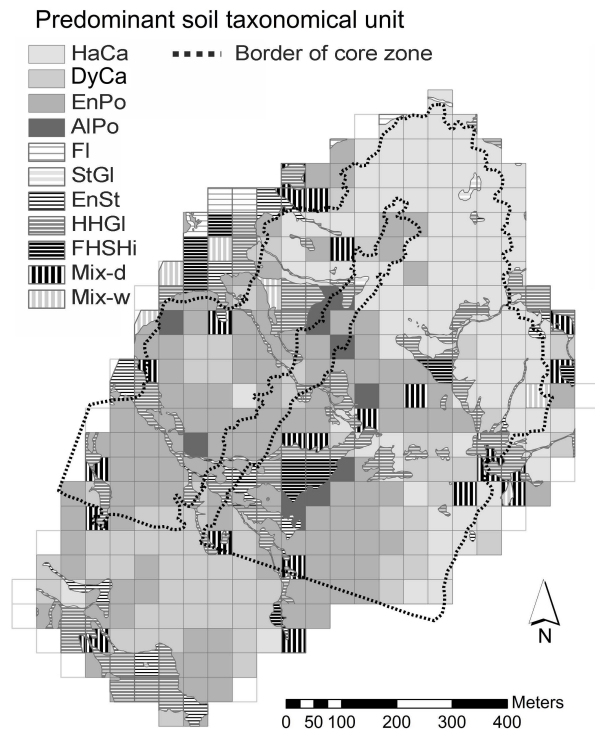 Predominant soil taxonomical unit
HaCa
Border of core zone
DyCa
EnPo
AlPo
Fl
StGl
EnSt
HHGl
FHSHi
Mix-d
Mix-w
N
Meters
0 50 100 200 300 400